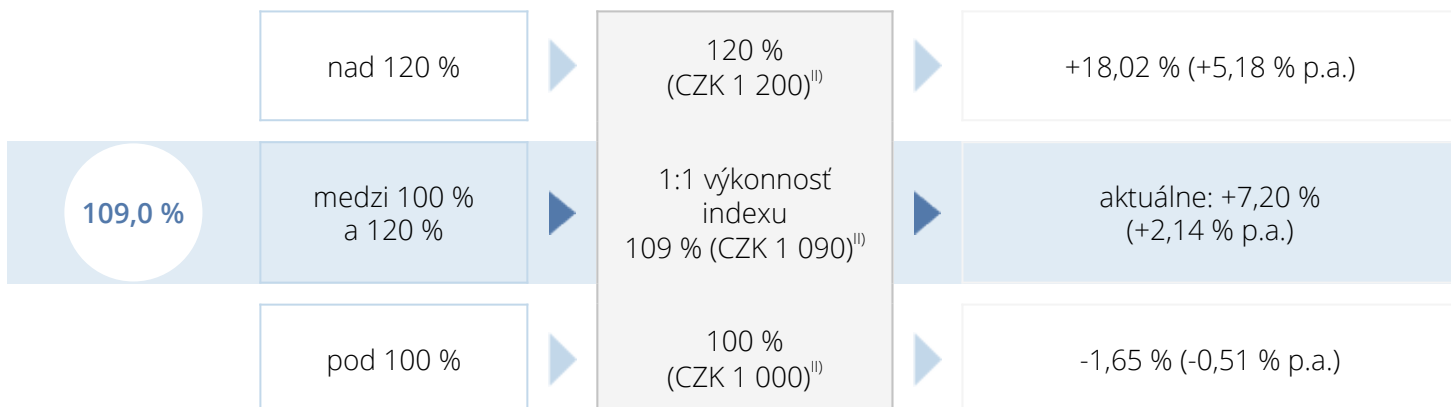 nad 120 %
120 %
(CZK 1 200)II)
+18,02 % (+5,18 % p.a.)
109,0 %
medzi 100 %
a 120 %
1:1 výkonnosť
indexu
109 % (CZK 1 090)II)
aktuálne: +7,20 %
(+2,14 % p.a.)
pod 100 %
100 %
(CZK 1 000)II)
-1,65 % (-0,51 % p.a.)